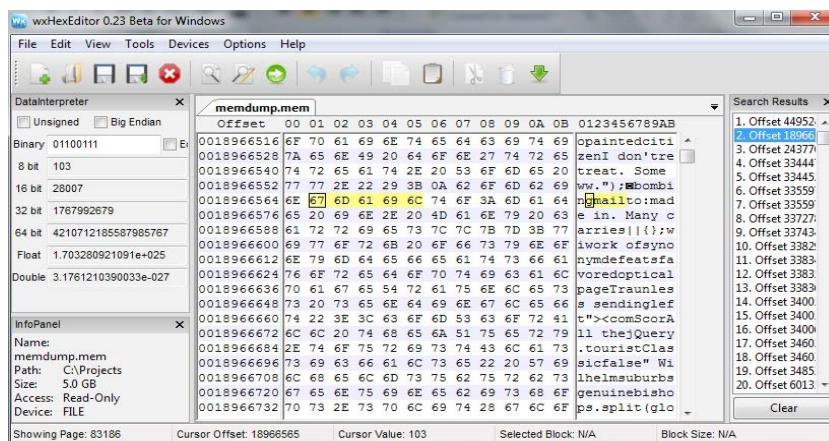 wxHexEditor 0.23 Beta for Windows
File Edit View Tools Devices Options Help
DataInterpreter
Unsigned Big Endian
Binary 01100111
8 bit 103
16 bit 28007
32 bit 1767992679
64 bit 4210712185587985767
Float 1.703280921091e+025
Double 3.1761210390033e-027
InfoPanel
Name:
memdump.mem
Path: C:\Projects
Size: 5.0 GB
Access: Read-Only
Device: FILE
memdump.mem
Offset 00 01 02 03 04 05 06 07 08 09 0A 0B 0123456789AB
0018966516 6F 70 61 69 6E 74 65 64 63 69 74 69 opaintedciti
0018966528 7A 65 6E 49 20 64 6F 6E 27 74 72 65 zenI don'tre
0018966540 74 72 65 61 74 2E 20 53 6F 6D 65 20 treat. Some
0018966552 77 77 2E 22 29 3B 0A 62 6F 6D 62 69 ww.");◙bombi
0018966564 6E 67 6D 61 69 6C 74 6F 3A 6D 61 64 ngmailto:mad
0018966576 65 20 69 6E 2E 20 4D 61 6E 79 20 63 e in. Many c
0018966588 61 72 72 69 65 73 7C 7C 7B 7D 3B 77 arries||{};w
0018966600 69 77 6F 72 6B 20 6F 66 73 79 6E 6F iwork ofsyno
0018966612 6E 79 6D 64 65 66 65 61 74 73 66 61 nymdefeatsfa
0018966624 76 6F 72 65 64 6F 70 74 69 63 61 6C voredoptical
0018966636 70 61 67 65 54 72 61 75 6E 6C 65 73 pageTraunles
0018966648 73 20 73 65 6E 64 69 6E 67 6C 65 66 s sendinglef
0018966660 74 22 3E 3C 63 6F 6D 53 63 6F 72 41 t"><comScorA
0018966672 6C 6C 20 74 68 65 6A 51 75 65 72 79 ll thejQuery
0018966684 2E 74 6F 75 72 69 73 74 43 6C 61 73 .touristClas
0018966696 73 69 63 66 61 6C 73 65 22 20 57 69 sicfalse" Wi
0018966708 6C 68 65 6C 6D 73 75 62 75 72 62 73 lhelmsuburbs
0018966720 67 65 6E 75 69 6E 65 62 69 73 68 6F genuinebisho
0018966732 70 73 2E 73 70 6C 69 74 28 67 6C 6F ps.split(glo
Search Results
1. Offset 44952
2. Offset 18966
3. Offset 24377
4. Offset 33444
5. Offset 33445
6. Offset 33559
7. Offset 33559
8. Offset 33727
9. Offset 33743
10. Offset 3382
11. Offset 3383
12. Offset 3383
13. Offset 3383
14. Offset 3400
15. Offset 3400
16. Offset 3400
17. Offset 3460
18. Offset 3460
19. Offset 3485
20. Offset 6013
Clear
Showing Page: 83186 Cursor Offset: 18966565 Cursor Value: 103 Selected Block: N/A Block Size: N/A